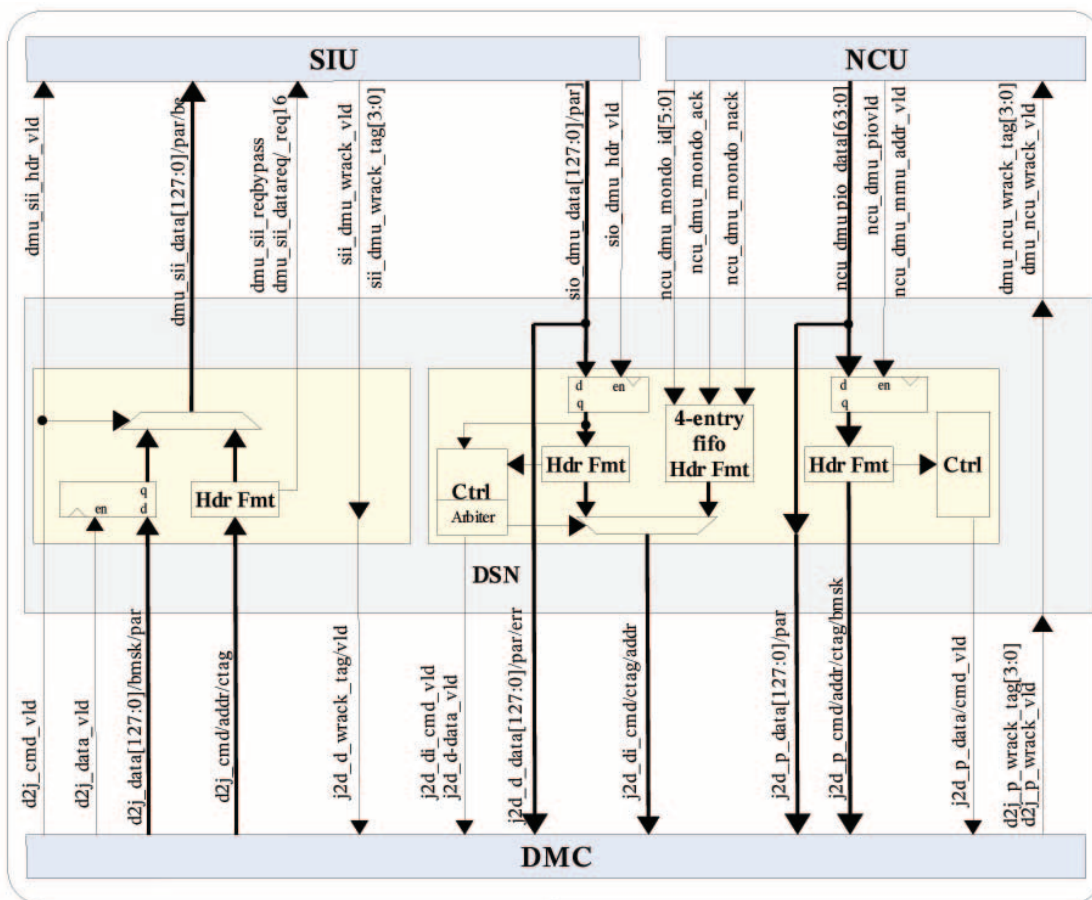 SIU
NCU
dmu_sii_hdr_vld
dmu_sii_data[127:0]/par/be
dmu_sii_reqbypass
dmu_sii_datareq/_req16
sii_dmu_wrack_vld
sii_dmu_wrack_tag[3:0]
sio_dmu_data[127:0]/par]
sio_dmu_hdr_vld
ncu_dmu_mondo_id[5:0]
ncu_dmu_mondo_ack
ncu_dmu_mondo_nack
ncu_dmupio_data[63:0]
ncu_dmu_piovld
ncu_dmu_mmu_addr_vld
dmu_ncu_wrack_tag[3:0]
dmu_ncu_wrack_vld
q
en
d
Hdr Fmt
d
en
q
Hdr Fmt
Ctrl
Arbiter
4-entry
fifo
Hdr Fmt
d
en
q
Hdr Fmt
Ctrl
DSN
d2j_cmd_vld
d2j_data_vld
d2j_data[127:0]/bmsk/par
d2j_cmd/addr/ctag
j2d_d_wrack_tag/vld
j2d_di_cmd_vld
j2d_d-data_vld
j2d_d_data[127:0]/par/err
j2d_di_cmd/ctag/addr
j2d_p_data[127:0]/par
j2d_p_cmd/addr/ctag/bmsk
j2d_p_data/cmd_vld
d2j_p_wrack_tag[3:0]
d2j_p_wrack_vld
DMC